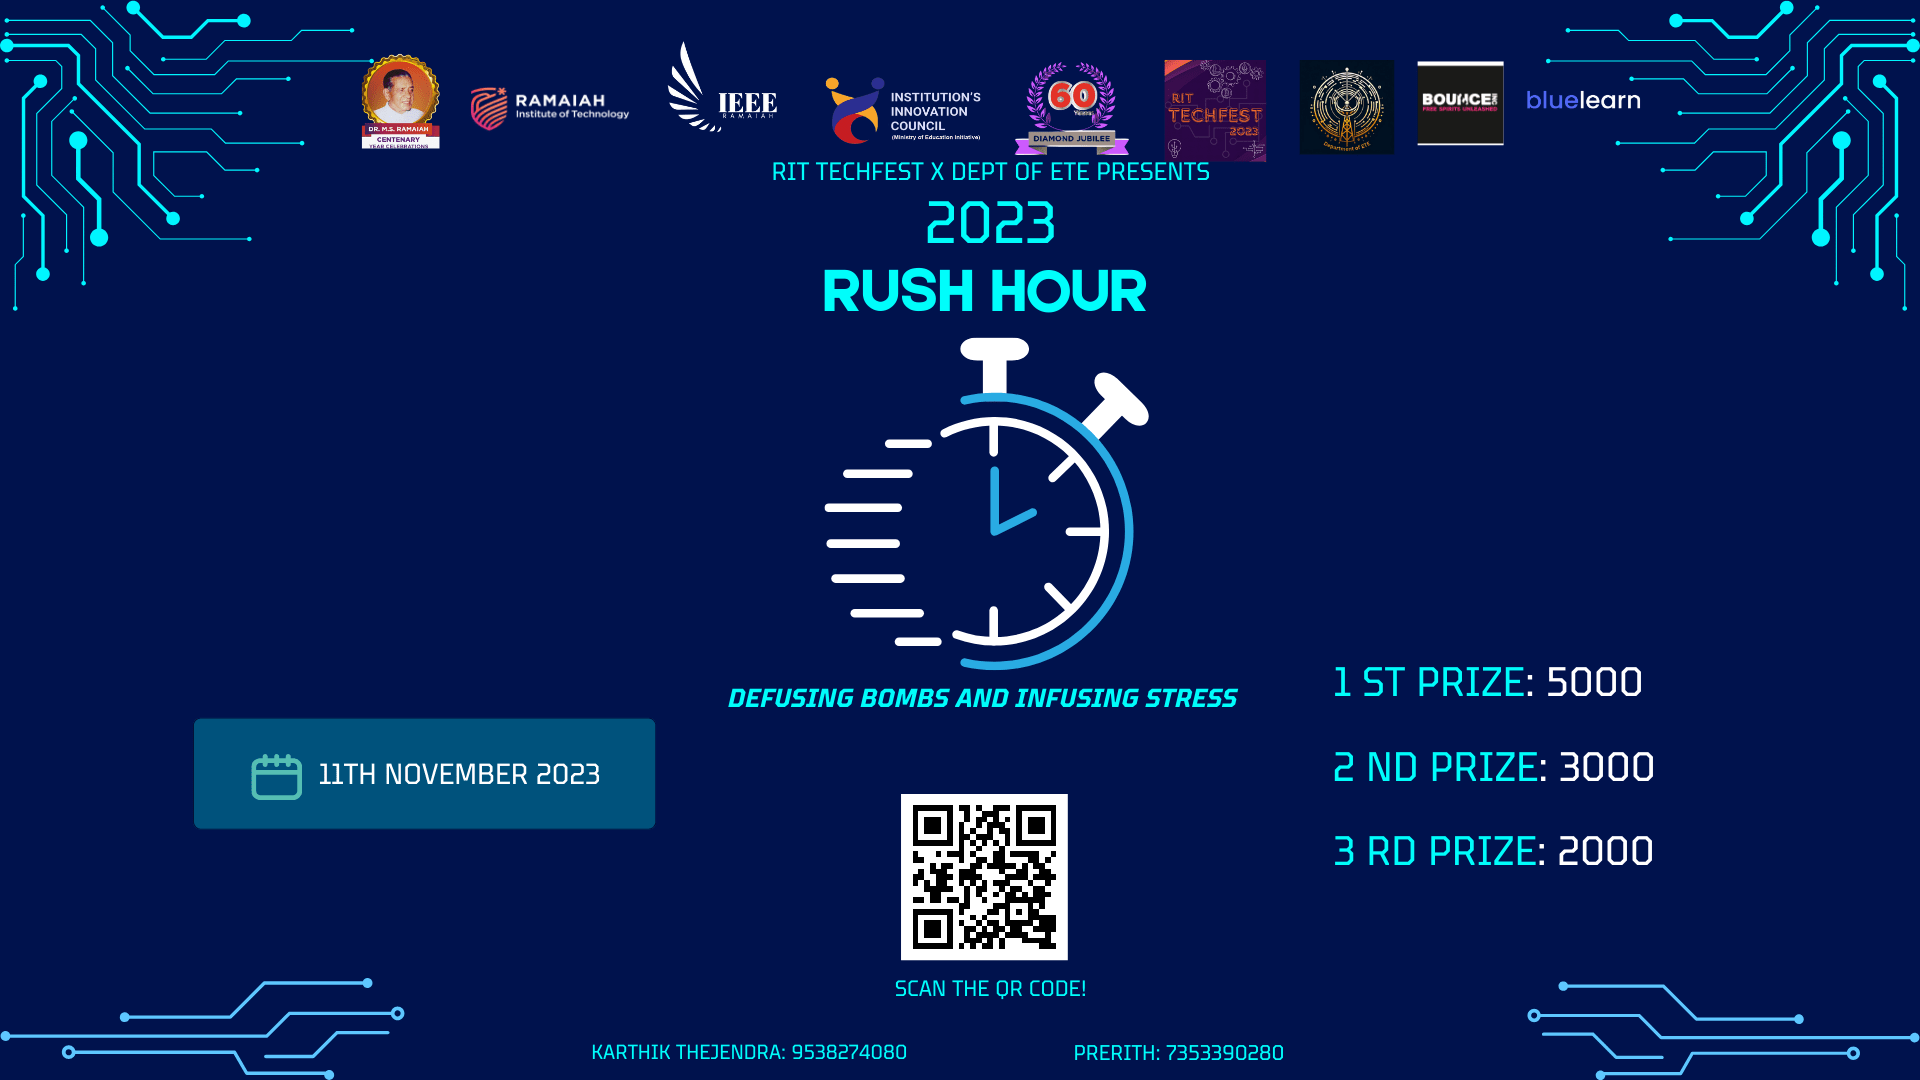 DR. M.S. RAMAIAH
CENTENARY
YEAR CELEBRATIONS
RAMAIAH
Institute of Technology
IEEE
RAMAIAH
INSTITUTION'S
INNOVATION
COUNCIL
(Ministry of Education Initiative)
60
Years
DIAMOND JUBILEE
RIT
TECHFEST
2023
Department of ETE
BOUNCE
INC
FREE SPIRITS UNLEASHED
bluelearn
RIT TECHFEST X DEPT OF ETE PRESENTS
2023
RUSH HOUR
DEFUSING BOMBS AND INFUSING STRESS
11TH NOVEMBER 2023
1 ST PRIZE: 5000
2 ND PRIZE: 3000
3 RD PRIZE: 2000
SCAN THE QR CODE!
KARTHIK THEJENDRA: 9538274080
PRERITH: 7353390280